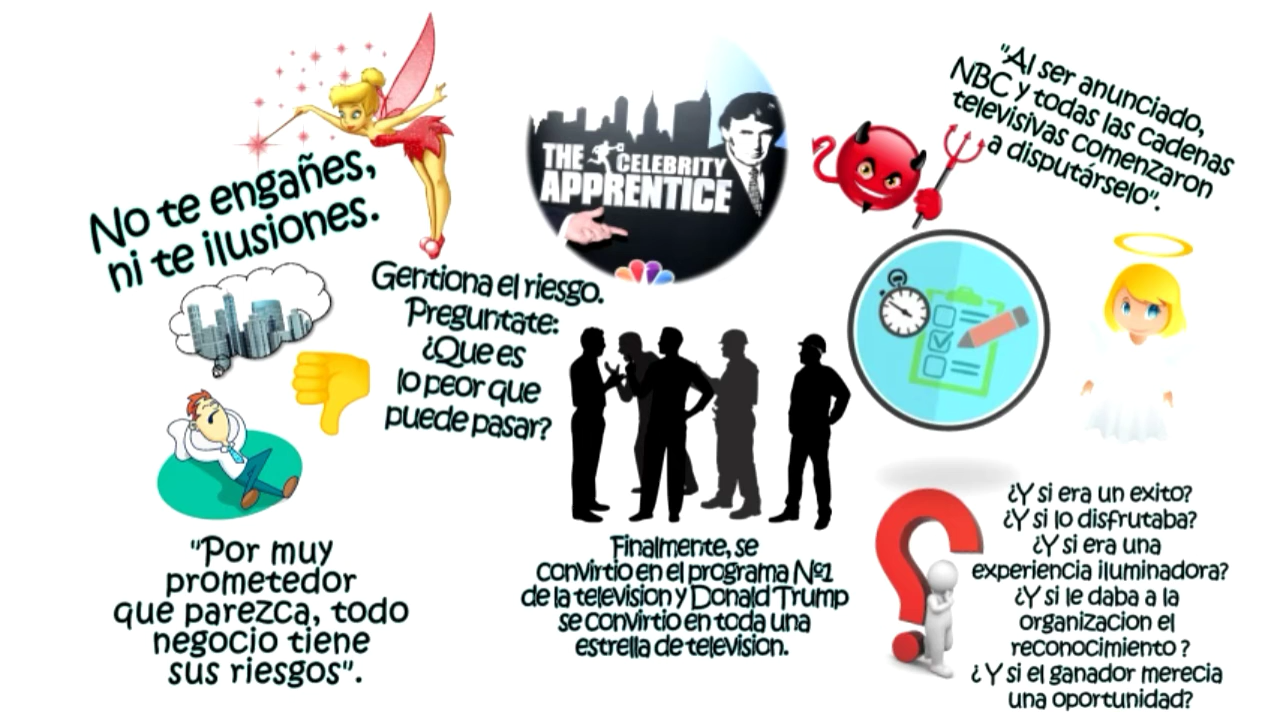 No te engañes,
ni te ilusiones.
Gentiona el riesgo.
Preguntate:
¿Que es
lo peor que
puede pasar?
"Por muy
prometedor
que parezca, todo
negocio tiene
sus riesgos".
THE CELEBRITY
APPRENTICE
Finalmente, se
convirtio en el programa Nº1
de la television y Donald Trump
se convirtio en toda una
estrella de television.
"Al ser anunciado,
NBC y todas las cadenas
televisivas comenzaron
a disputárselo".
¿Y si era un exito?
¿Y si lo disfrutaba?
¿Y si era una
experiencia iluminadora?
¿Y si le daba a la
organizacion el
reconocimiento ?
¿ Y si el ganador merecia
una oportunidad?